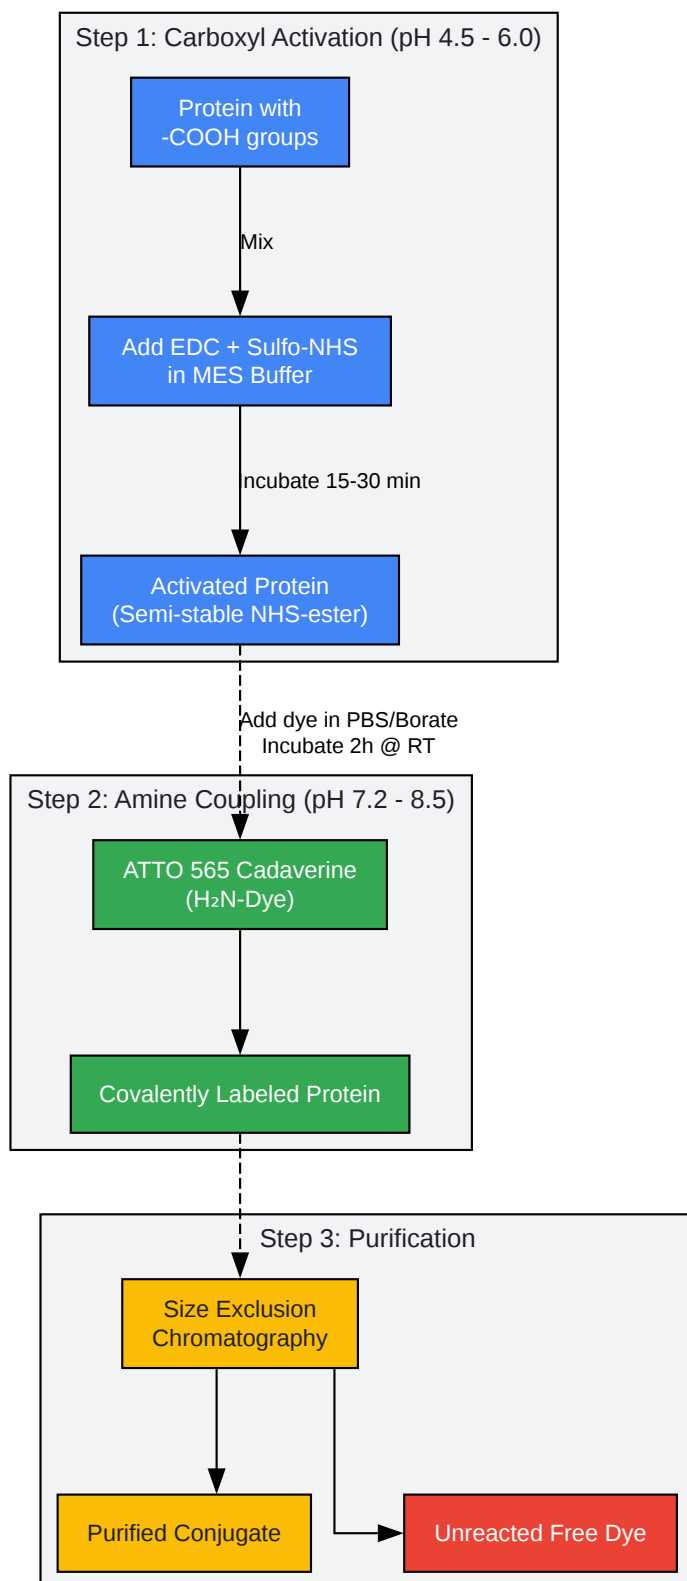 Step 1: Carboxyl Activation (pH 4.5 - 6.0)
Protein with
-COOH groups
Mix
Add EDC + Sulfo-NHS
in MES Buffer
Incubate 15-30 min
Activated Protein
(Semi-stable NHS-ester)
Add dye in PBS/Borate
Incubate 2h @ RT
Step 2: Amine Coupling (pH 7.2 - 8.5)
ATTO 565 Cadaverine
(H₂N-Dye)
Covalently Labeled Protein
Step 3: Purification
Size Exclusion
Chromatography
Purified Conjugate
Unreacted Free Dye